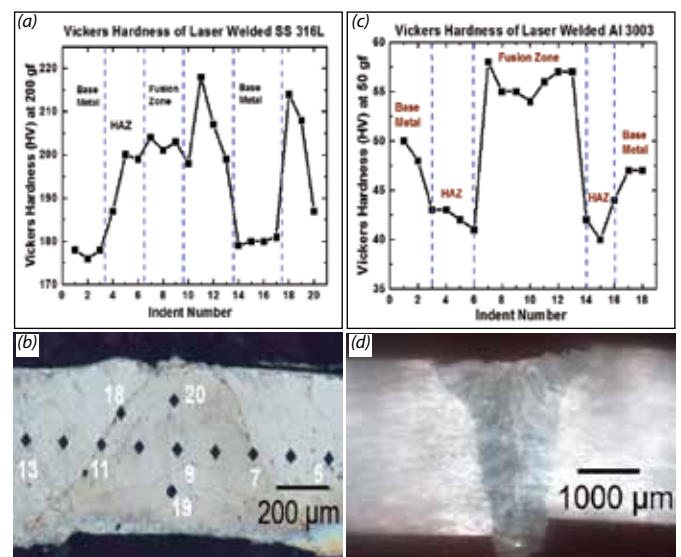 (a)
Vickers Hardness of Laser Welded SS 316L
Vickers Hardness (HV) at 200 gf
220
210
200
190
180
170
Base
Metal
HAZ
Fusion
Zone
Base
Metal
0 2 4 6 8 10 12 14 16 18 20
Indent Number
(c)
Vickers Hardness of Laser Welded Al 3003
Vickers Hardness (HV) at 50 gf
60
55
50
45
40
35
Base
Metal
HAZ
Fusion Zone
HAZ
Base
Metal
0 2 4 6 8 10 12 14 16 18
Indent Number
(b)
18
20
13
11
9
7
5
19
200 µm
(d)
1000 µm